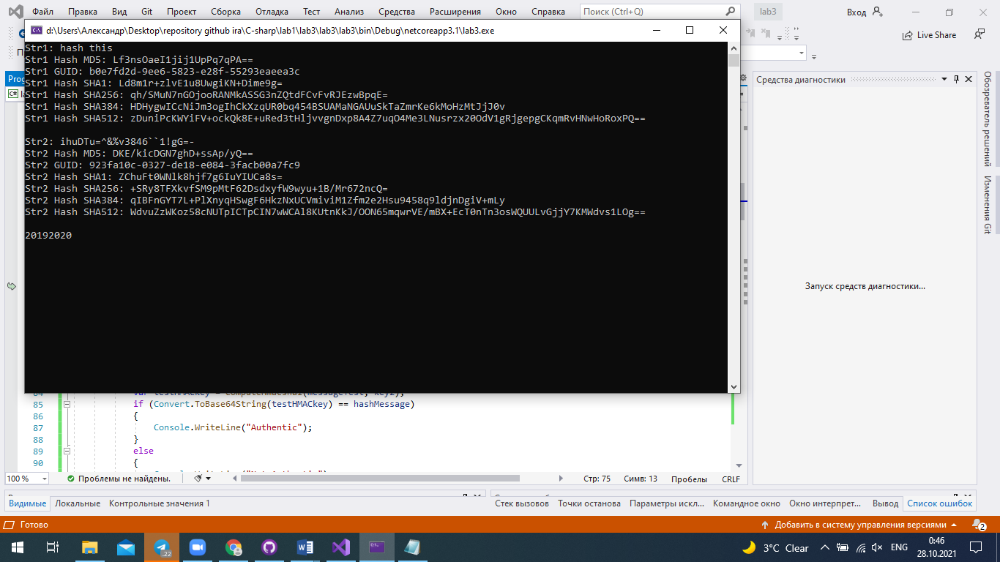 Файл Правка Вид Git Проект Сборка Отладка Тест Анализ Средства Расширения Окно Справка Поиск (Ctrl+Q) lab3 Вход
d:\Users\Александр\Desktop\repository github ira\C-sharp\lab1\lab3\lab3\lab3\bin\Debug\netcoreapp3.1\lab3.exe
Live Share
Str1: hash this
Str1 Hash MD5: Lf3nsOaeI1jij1UpPq7qPA==
Str1 GUID: b0e7fd2d-9ee6-5823-e28f-55293eaeea3c
Str1 Hash SHA1: Ld8m1r+zlvE1u8UwgiKN+Dime9g=
Str1 Hash SHA256: qh/SMuN7nGOjooRANMkASSG3nZQtdFCvFvRJEzwBpqE=
Str1 Hash SHA384: HDHygwICcNiJm3ogIhCkXzqUR0bq454BSUAMaNGAUuSkTaZmrKe6kMoHzMtJjJ0v
Str1 Hash SHA512: zDuniPcKWYiFV+ockQk8E+uRed3tHljvvgnDxp8A4Z7uqO4Me3LNusrzx20OdV1gRjgepgCKqmRvHNwHoRoxPQ==
Str2: ihuDTu=^&%v3846``1!gG=-
Str2 Hash MD5: DKE/kicDGN7ghD+ssAp/yQ==
Str2 GUID: 923fa10c-0327-de18-e084-3facb00a7fc9
Str2 Hash SHA1: ZChuFt0WNlk8hjf7g6IuYIUCa8s=
Str2 Hash SHA256: +SRy8TFXkvfSM9pMtF62DsdxyfW9wyu+1B/Mr672ncQ=
Str2 Hash SHA384: qIBFnGYT7L+PlXnyqHSwgF6HkzNxUCVmiviM1Zfm2e2Hsu9458q9ldjnDgiV+mLy
Str2 Hash SHA512: WdvuZzWKoz58cNUTpICTpCIN7wWCAl8KUtnKkJ/OON65mqwrVE/mBX+EcT0nTn3osWQUULvGjjY7KMWdvs1LOg==
20192020
Prog
C#
Средства диагностики
Запуск средств диагностики...
Обозреватель решений
Изменения Git
85 if (Convert.ToBase64String(testHMACkey) == hashMessage)
86 {
87 Console.WriteLine("Authentic");
88 }
89 else
90 {
100 % Проблемы не найдены. Стр: 75 Симв: 13 Пробелы CRLF
Видимые Локальные Контрольные значения 1 Стек вызовов Точки останова Параметры искл... Командное окно Окно интерпрет... Вывод Список ошибок
Готово Добавить в систему управления версиями 2
22 3°C Clear ENG 0:46
28.10.2021